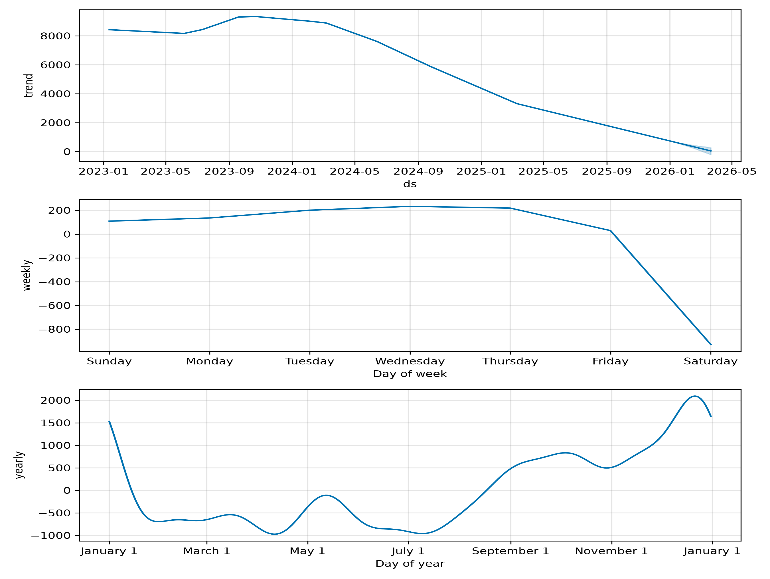 8000
6000
trend
4000
2000
0
2023-01 2023-05 2023-09 2024-01 2024-05 2024-09 2025-01 2025-05 2025-09 2026-01 2026-05
ds
200
0
−200
weekly
−400
−600
−800
Sunday Monday Tuesday Wednesday Thursday Friday Saturday
Day of week
2000
1500
1000
yearly
500
0
−500
−1000
January 1 March 1 May 1 July 1 September 1 November 1 January 1
Day of year